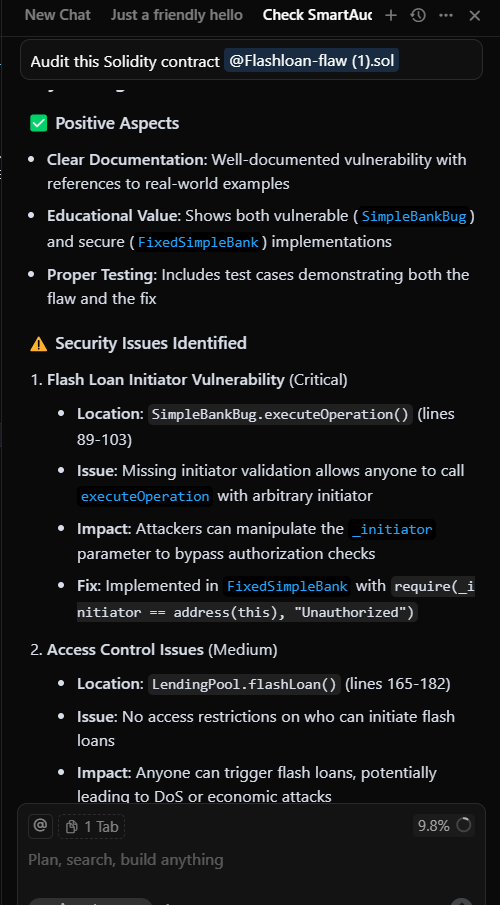 New Chat Just a friendly hello Check SmartAuc
Audit this Solidity contract @Flashloan-flaw (1).sol
✅ Positive Aspects
• Clear Documentation: Well-documented vulnerability with
references to real-world examples
• Educational Value: Shows both vulnerable ( SimpleBankBug )
and secure ( FixedSimpleBank ) implementations
• Proper Testing: Includes test cases demonstrating both the
flaw and the fix
⚠️ Security Issues Identified
1. Flash Loan Initiator Vulnerability (Critical)
• Location: SimpleBankBug.executeOperation() (lines
89-103)
• Issue: Missing initiator validation allows anyone to call
executeOperation with arbitrary initiator
• Impact: Attackers can manipulate the _initiator
parameter to bypass authorization checks
• Fix: Implemented in FixedSimpleBank with require(_i
nitiator == address(this), "Unauthorized")
2. Access Control Issues (Medium)
• Location: LendingPool.flashLoan() (lines 165-182)
• Issue: No access restrictions on who can initiate flash
loans
• Impact: Anyone can trigger flash loans, potentially
leading to DoS or economic attacks
@ 1 Tab 9.8%
Plan, search, build anything